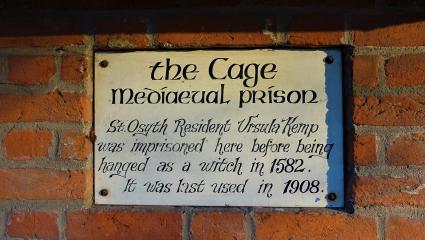 the Cage
Mediaeval prison
St. Osyth Resident Ursula Kemp
was imprisoned here before being
hanged as a witch in 1582.
It was last used in 1908.